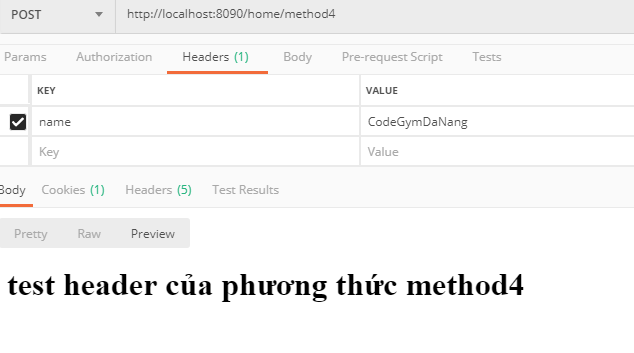 POST http://localhost:8090/home/method4
Params Authorization Headers (1) Body Pre-request Script Tests
KEY VALUE
name CodeGymDaNang
Key Value
Body Cookies (1) Headers (5) Test Results
Pretty Raw Preview
test header của phương thức method4